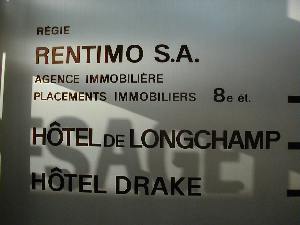 RÉGIE
RENTIMO S.A.
AGENCE IMMOBILIÈRE
PLACEMENTS IMMOBILIERS 8e ét.
HÔTEL DE LONGCHAMP
HÔTEL DRAKE